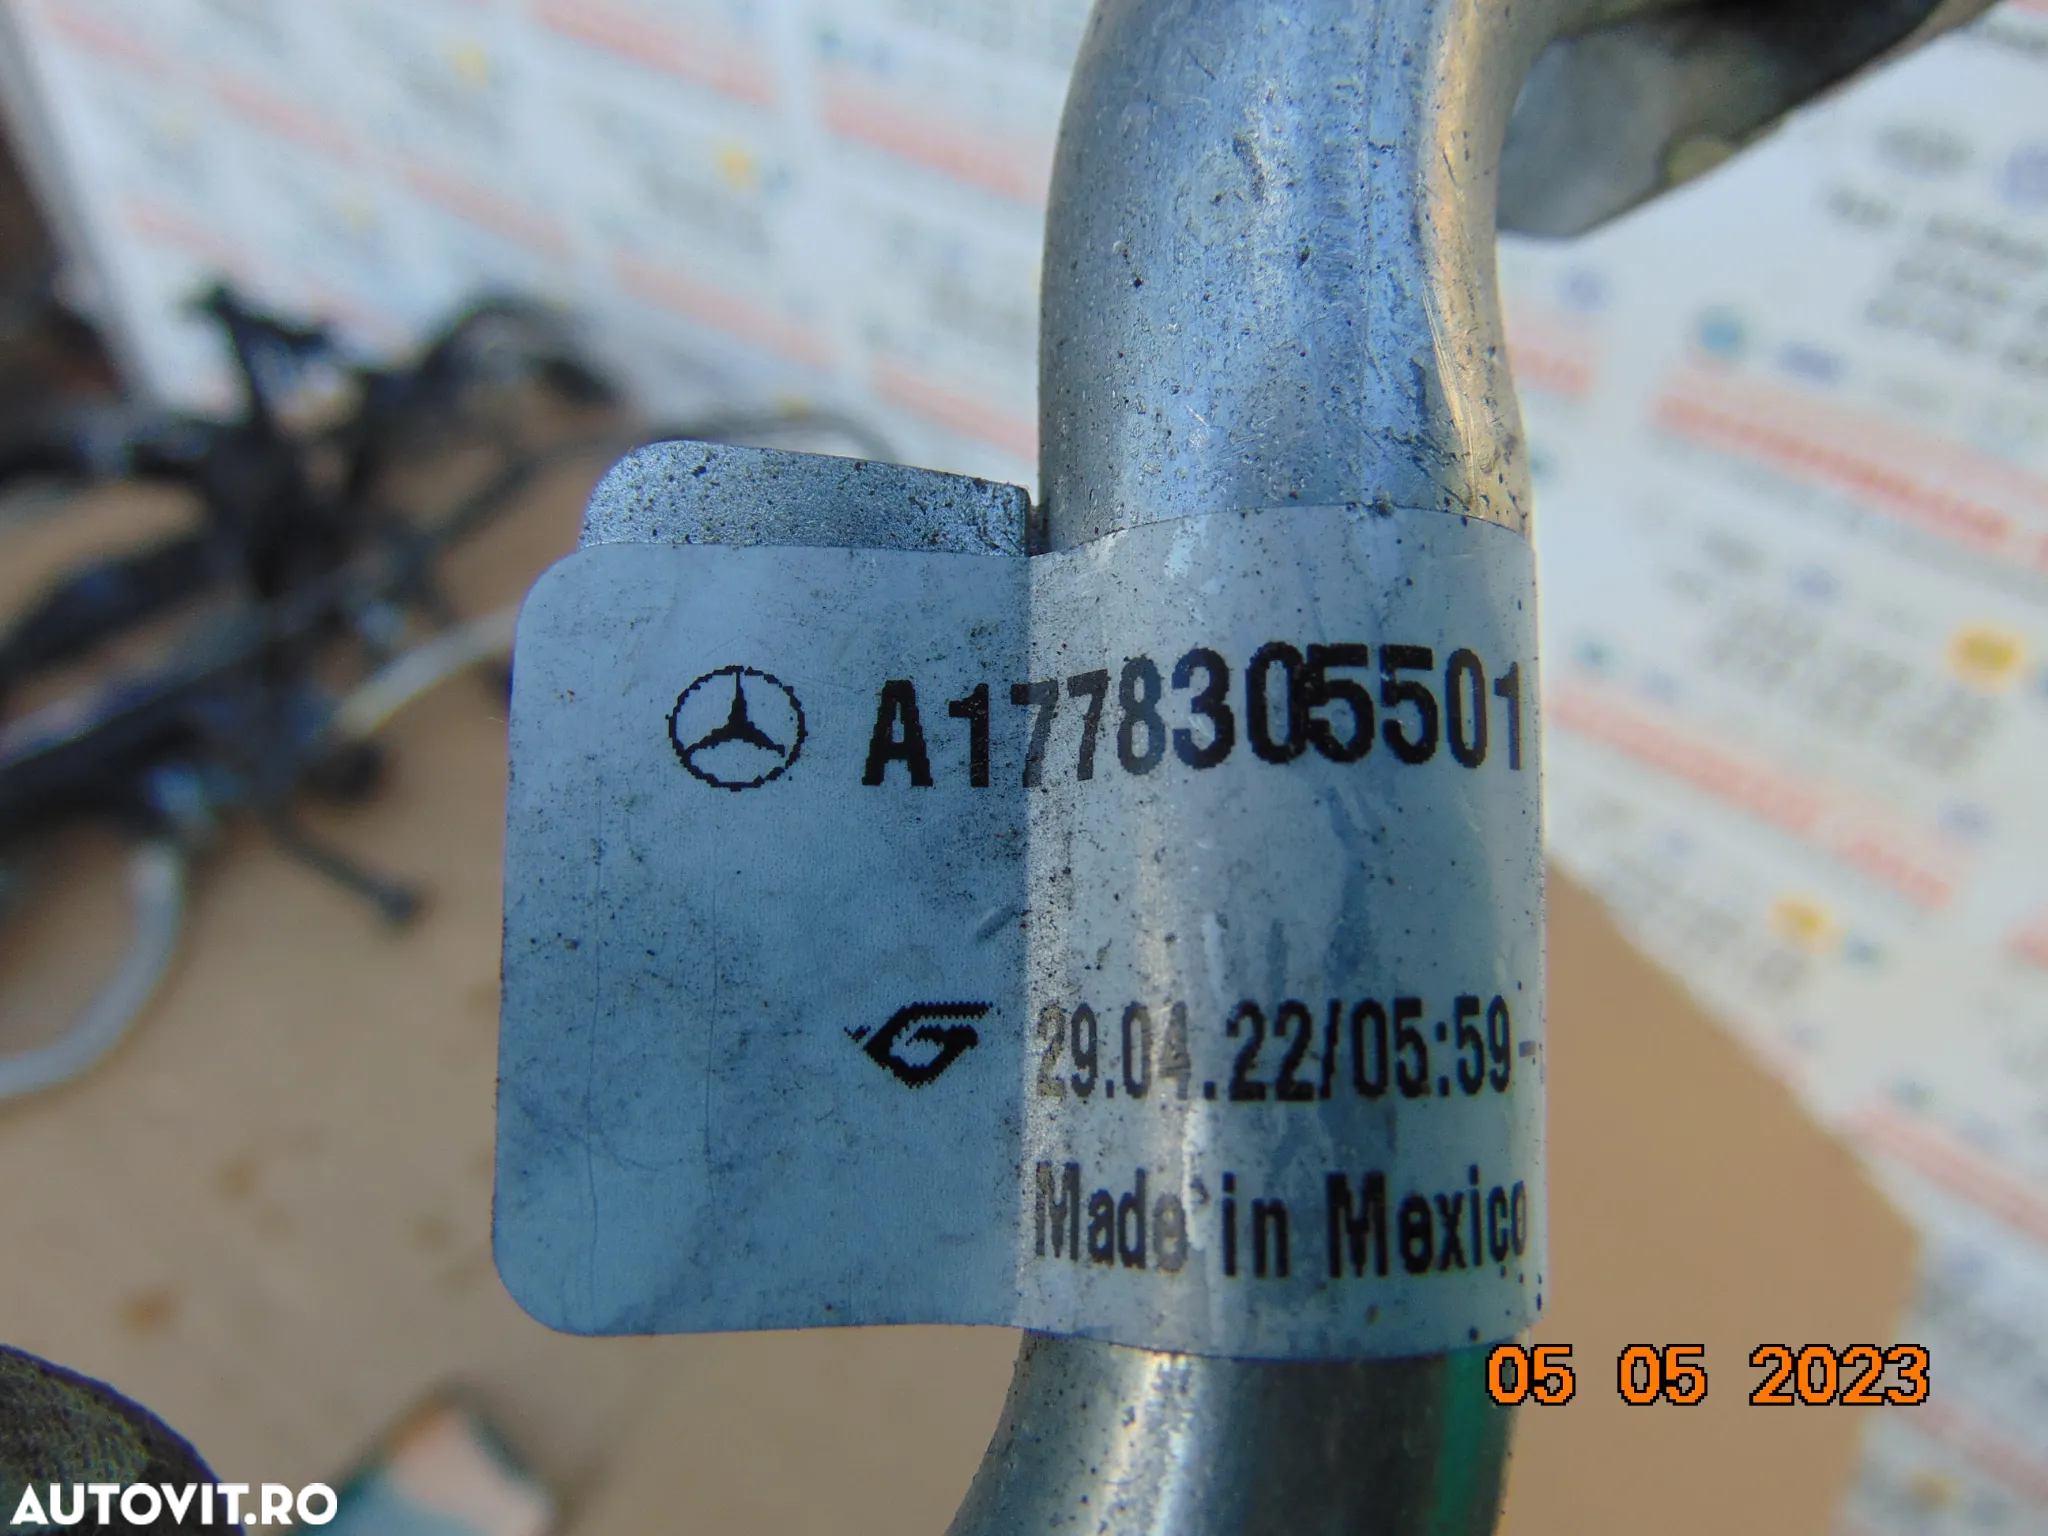 A1778305501
29.04.22/05:59-
Made in Mexico
05 05 2023
AUTOVIT.RO